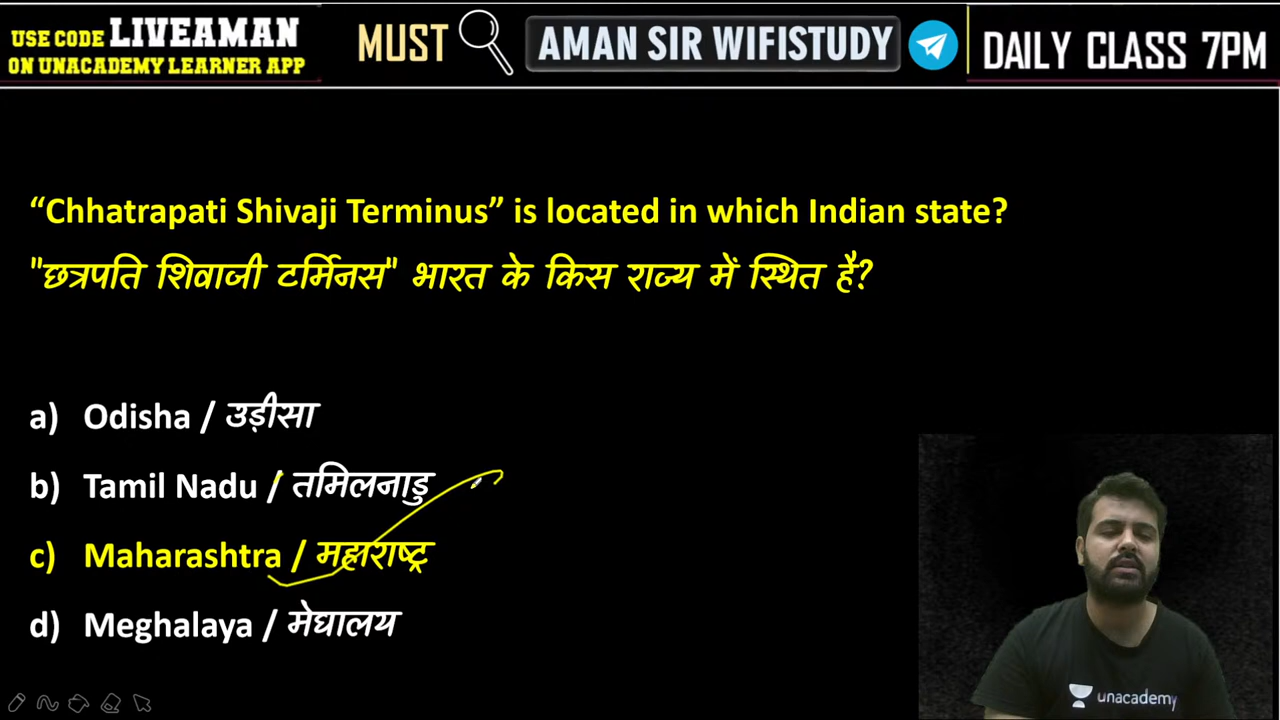 USE CODE LIVEAMAN
ON UNACADEMY LEARNER APP
MUST
AMAN SIR WIFISTUDY
DAILY CLASS 7PM
“Chhatrapati Shivaji Terminus” is located in which Indian state?
"छत्रपति शिवाजी टर्मिनस" भारत के किस राज्य में स्थित है?
a) Odisha / उड़ीसा
b) Tamil Nadu / तमिलनाडु
c) Maharashtra / महाराष्ट्र
d) Meghalaya / मेघालय
unacademy